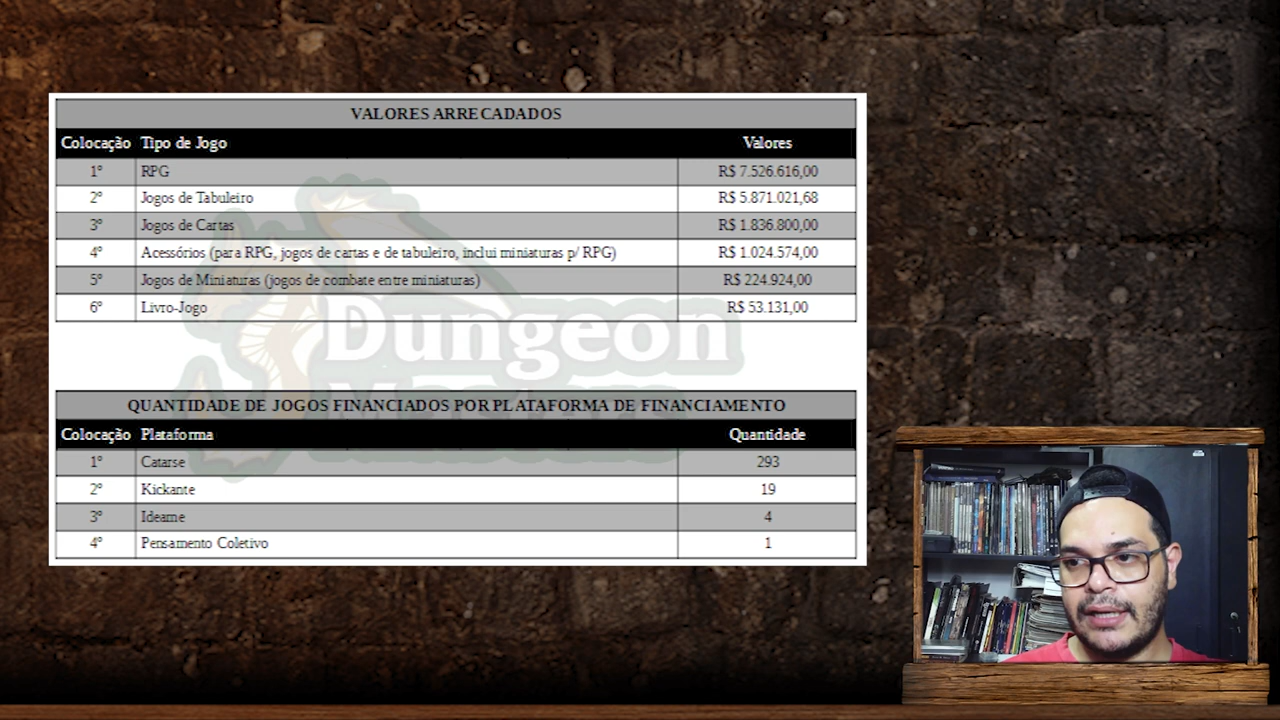 VALORES ARRECADADOS
Colocação Tipo de Jogo Valores
1º RPG R$ 7.526.616,00
2º Jogos de Tabuleiro R$ 5.871.021,68
3º Jogos de Cartas R$ 1.836.800,00
4º Acessórios (para RPG, jogos de cartas e de tabuleiro, inclui miniaturas p/ RPG) R$ 1.024.574,00
5º Jogos de Miniaturas (jogos de combate entre miniaturas) R$ 224.924,00
6º Livro-Jogo R$ 53.131,00
Dungeon
QUANTIDADE DE JOGOS FINANCIADOS POR PLATAFORMA DE FINANCIAMENTO
Colocação Plataforma Quantidade
1º Catarse 293
2º Kickante 19
3º Ideame 4
4º Pensamento Coletivo 1